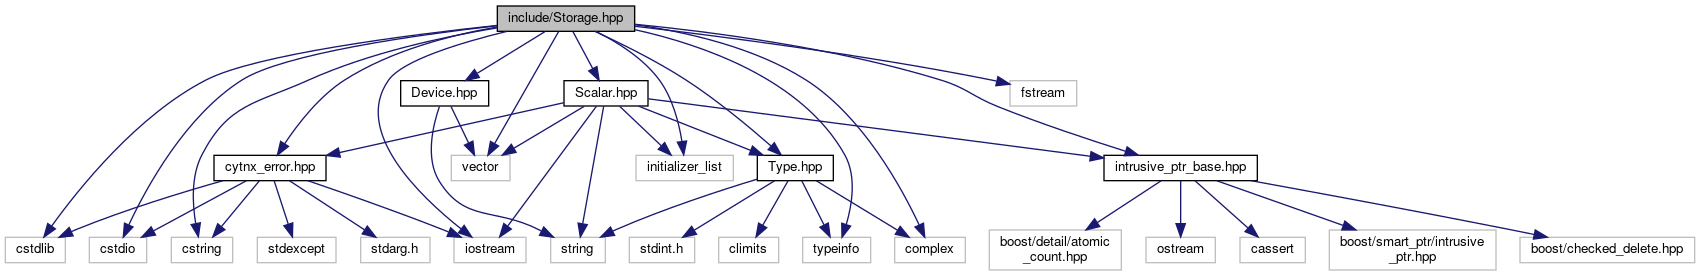 include/Storage.hpp
Device.hpp
Scalar.hpp
fstream
cytnx_error.hpp
vector
initializer_list
Type.hpp
intrusive_ptr_base.hpp
cstdlib
cstdio
cstring
stdexcept
stdarg.h
iostream
string
stdint.h
climits
typeinfo
complex
boost/detail/atomic
_count.hpp
ostream
cassert
boost/smart_ptr/intrusive
_ptr.hpp
boost/checked_delete.hpp